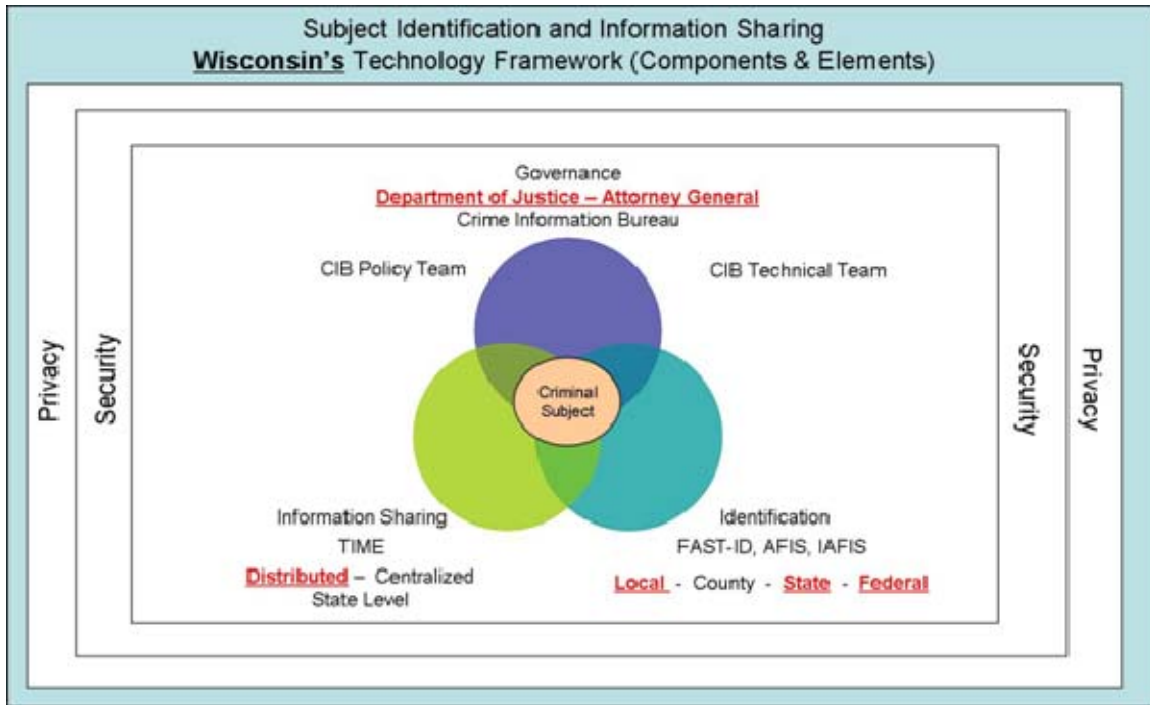 Subject Identification and Information Sharing
Wisconsin's Technology Framework (Components & Elements)
Privacy
Security
Governance
Department of Justice – Attorney General
Crime Information Bureau
CIB Policy Team
CIB Technical Team
Criminal
Subject
Information Sharing
TIME
Distributed – Centralized
State Level
Identification
FAST-ID, AFIS, IAFIS
Local - County - State - Federal
Security
Privacy